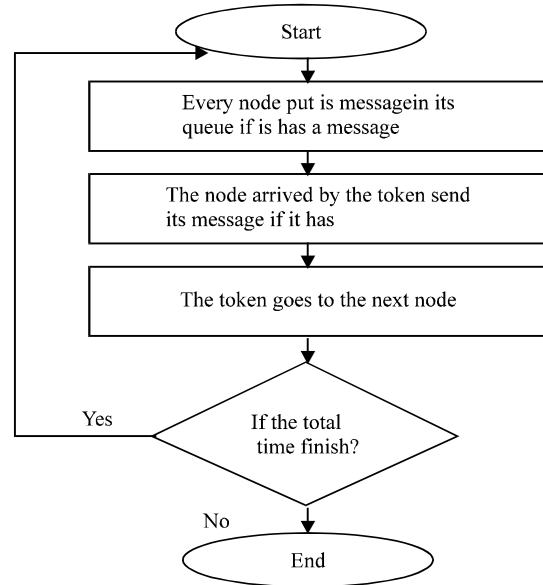 Start
Every node put is messagein its
queue if is has a message
The node arrived by the token send
its message if it has
The token goes to the next node
If the total
time finish?
Yes
No
End